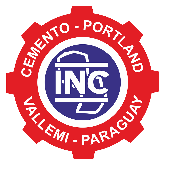 CEMENTO - PORTLAND
INC
VALLEMI - PARAGUAY